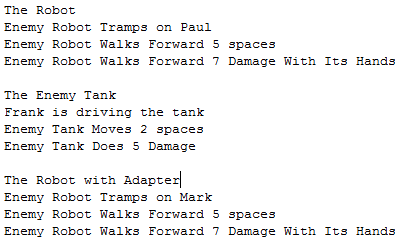 The Robot
Enemy Robot Tramps on Paul
Enemy Robot Walks Forward 5 spaces
Enemy Robot Walks Forward 7 Damage With Its Hands
The Enemy Tank
Frank is driving the tank
Enemy Tank Moves 2 spaces
Enemy Tank Does 5 Damage
The Robot with Adapter
Enemy Robot Tramps on Mark
Enemy Robot Walks Forward 5 spaces
Enemy Robot Walks Forward 7 Damage With Its Hands